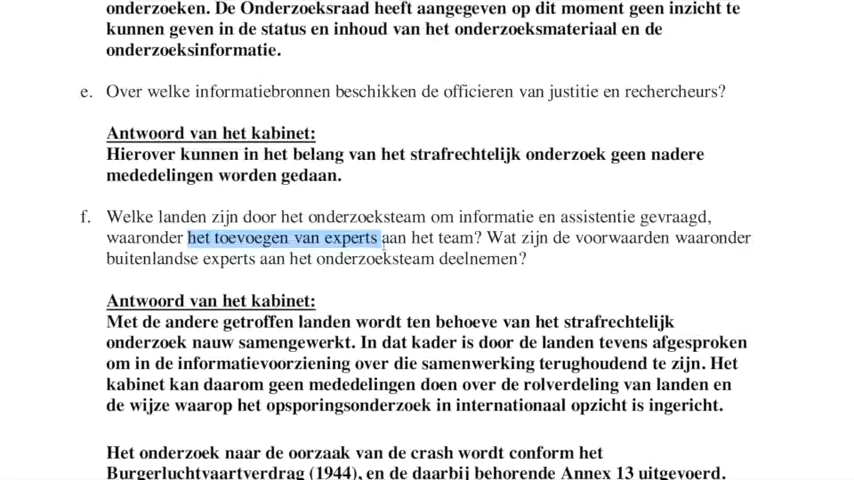 onderzoeken. De Onderzoeksraad heeft aangegeven op dit moment geen inzicht te
kunnen geven in de status en inhoud van het onderzoeksmateriaal en de
onderzoeksinformatie.
e. Over welke informatiebronnen beschikken de officieren van justitie en rechercheurs?
Antwoord van het kabinet:
Hierover kunnen in het belang van het strafrechtelijk onderzoek geen nadere
mededelingen worden gedaan.
f. Welke landen zijn door het onderzoeksteam om informatie en assistentie gevraagd,
waaronder het toevoegen van experts aan het team? Wat zijn de voorwaarden waaronder
buitenlandse experts aan het onderzoeksteam deelnemen?
Antwoord van het kabinet:
Met de andere getroffen landen wordt ten behoeve van het strafrechtelijk
onderzoek nauw samengewerkt. In dat kader is door de landen tevens afgesproken
om in de informatievoorziening over die samenwerking terughoudend te zijn. Het
kabinet kan daarom geen mededelingen doen over de rolverdeling van landen en
de wijze waarop het opsporingsonderzoek in internationaal opzicht is ingericht.
Het onderzoek naar de oorzaak van de crash wordt conform het
Burgerluchtvaartverdrag (1944), en de daarbij behorende Annex 13 uitgevoerd.